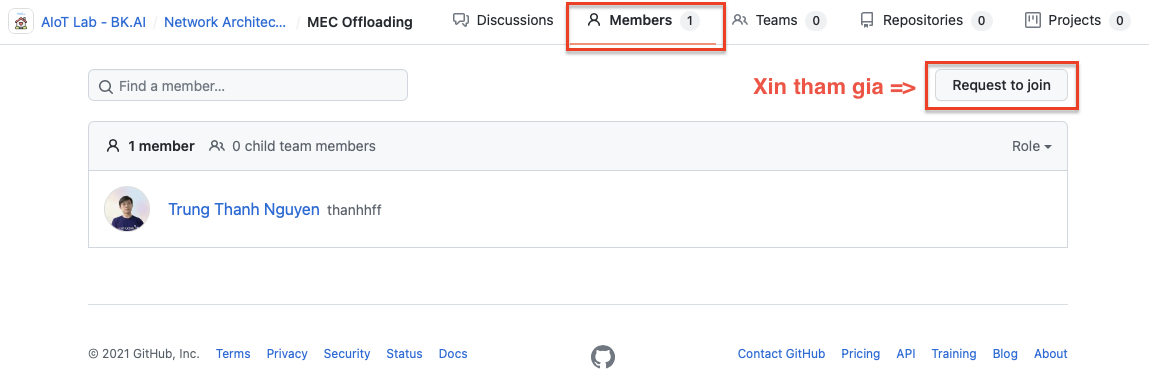 AIoT Lab - BK.AI / Network Architec... / MEC Offloading Discussions Members 1 Teams 0 Repositories 0 Projects 0
Find a member... Xin tham gia => Request to join
1 member 0 child team members Role
Trung Thanh Nguyen thanhhff
© 2021 GitHub, Inc. Terms Privacy Security Status Docs Contact GitHub Pricing API Training Blog About